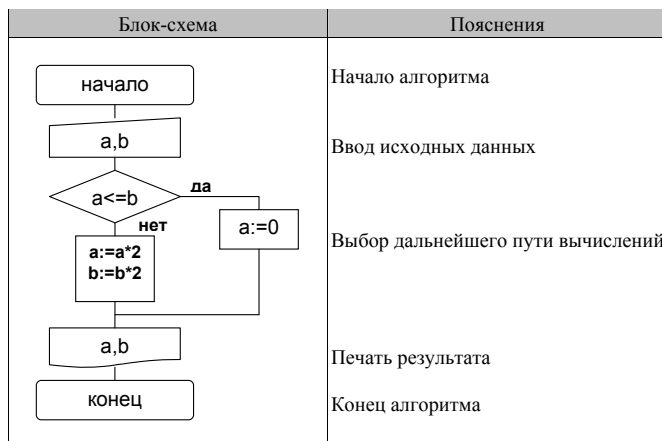 Блок-схема
Пояснения
начало
Начало алгоритма
a,b
Ввод исходных данных
a<=b
да
нет
a:=0
a:=a*2
b:=b*2
Выбор дальнейшего пути вычислений
a,b
Печать результата
конец
Конец алгоритма